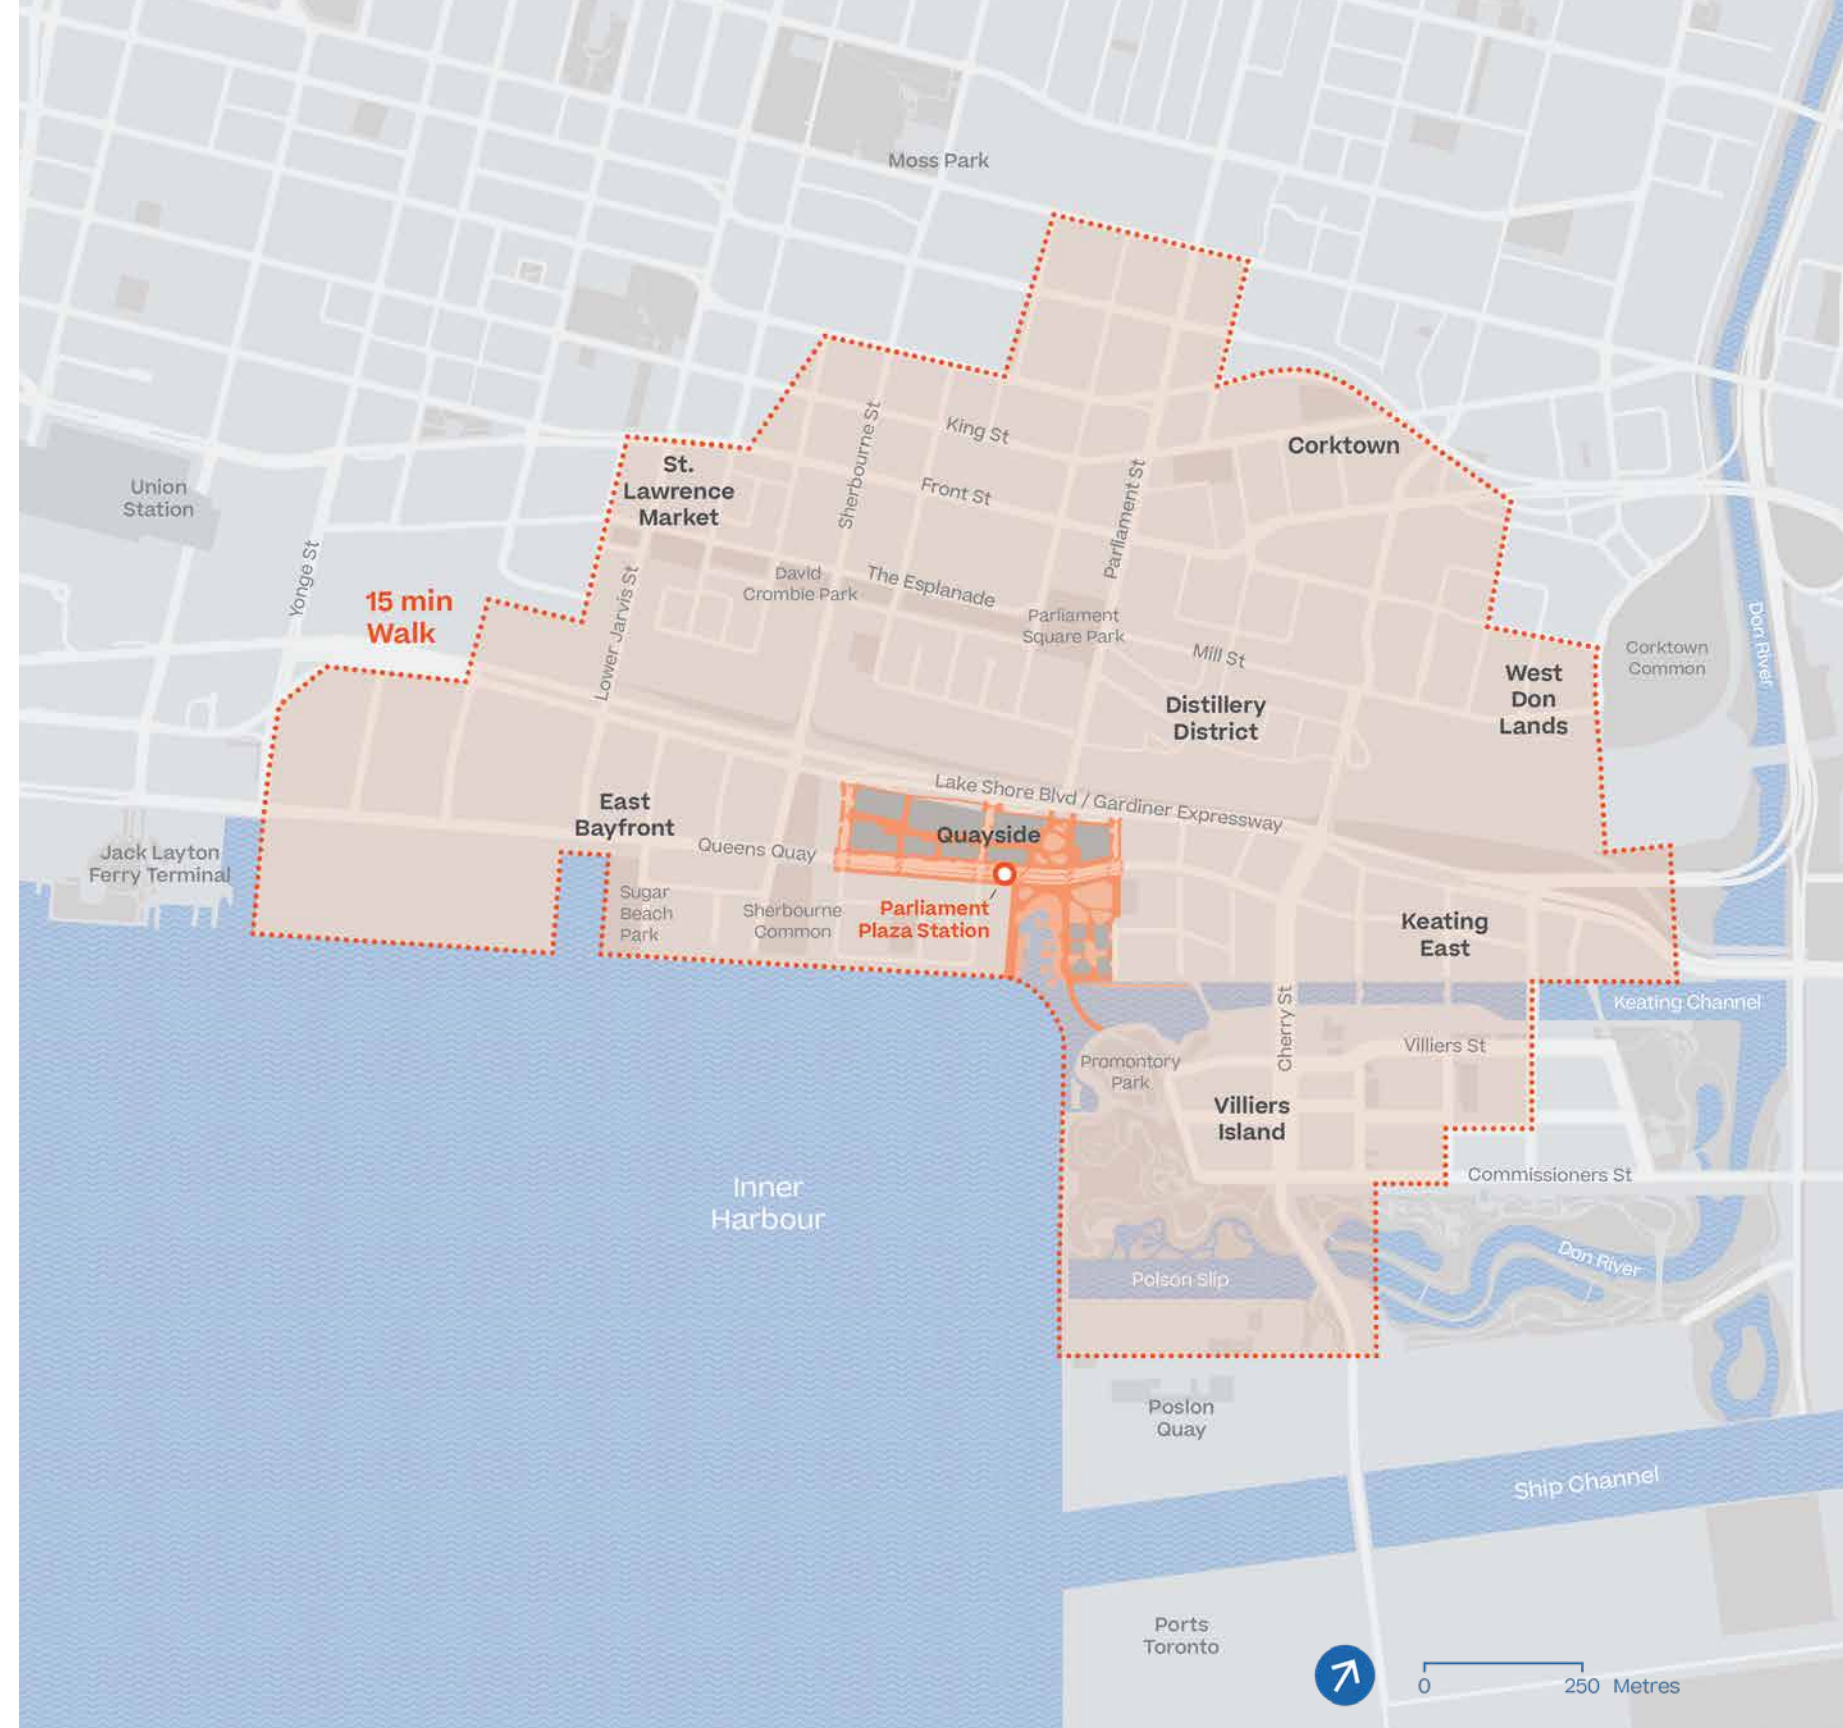 Moss Park
King St
Corktown
Sherbourne St
St.
Lawrence
Market
Front St
Parliament St
Union
Station
Yonge St
15 min
Walk
Lower Jarvis St
David
Crombie Park
The Esplanade
Parliament
Square Park
Mill St
Corktown
Common
Don River
West
Don
Lands
Distillery
District
Lake Shore Blvd / Gardiner Expressway
East
Bayfront
Quayside
Queens Quay
Jack Layton
Ferry Terminal
Sugar
Beach
Park
Sherbourne
Common
Parliament
Plaza Station
Keating
East
Keating Channel
Cherry St
Villiers St
Promontory
Park
Villiers
Island
Commissioners St
Inner
Harbour
Don River
Polson Slip
Poslon
Quay
Ship Channel
Ports
Toronto
0 250 Metres